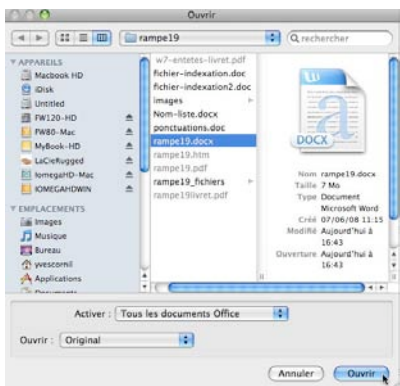 Ouvrir
rampe19
rechercher
APPAREILS
Macbook HD
iDisk
Untitled
FW120-HD
FW80-Mac
MyBook-HD
LaCieRugged
IomegaHD-Mac
IOMEGAHDWIN
EMPLACEMENTS
Images
Musique
Bureau
yvescornil
Applications
Documents
w7-entetes-livret.pdf
fichier-indexation.doc
fichier-indexation2.doc
images
Nom-liste.docx
ponctuations.doc
rampe19.docx
rampe19.htm
rampe19.pdf
rampe19_fichiers
rampe19livret.pdf
DOCX
Nom rampe19.docx
Taille 7 Mo
Type Document
Microsoft Word
Créé 07/06/08 11:15
Modifié Aujourd'hui à
16:43
Ouverture Aujourd'hui à
16:43
Activer : Tous les documents Office
Ouvrir : Original
Annuler
Ouvrir